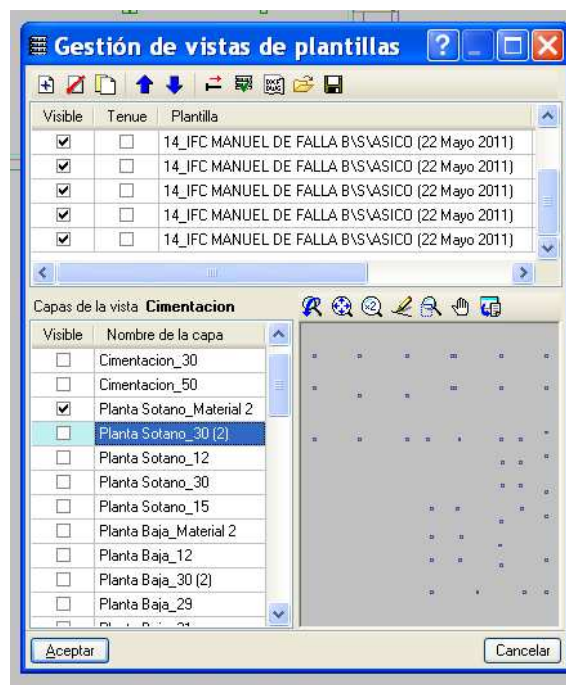 Gestión de vistas de plantillas
Visible Tenue Plantilla
14_IFC MANUEL DE FALLA B\S\ASICO (22 Mayo 2011)
14_IFC MANUEL DE FALLA B\S\ASICO (22 Mayo 2011)
14_IFC MANUEL DE FALLA B\S\ASICO (22 Mayo 2011)
14_IFC MANUEL DE FALLA B\S\ASICO (22 Mayo 2011)
14_IFC MANUEL DE FALLA B\S\ASICO (22 Mayo 2011)
Capas de la vista Cimentacion
Visible Nombre de la capa
Cimentacion_30
Cimentacion_50
Planta Sotano_Material 2
Planta Sotano_30 (2)
Planta Sotano_12
Planta Sotano_30
Planta Sotano_15
Planta Baja_Material 2
Planta Baja_12
Planta Baja_30 (2)
Planta Baja_29
Aceptar Cancelar